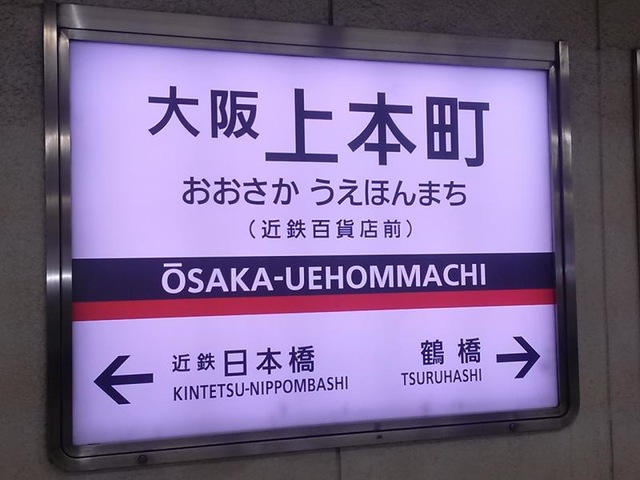 大阪 上本町
おおさか うえほんまち
(近鉄百貨店前)
ŌSAKA-UEHOMMACHI
← 近鉄日本橋 鶴橋 →
KINTETSU-NIPPOMBASHI TSURUHASHI